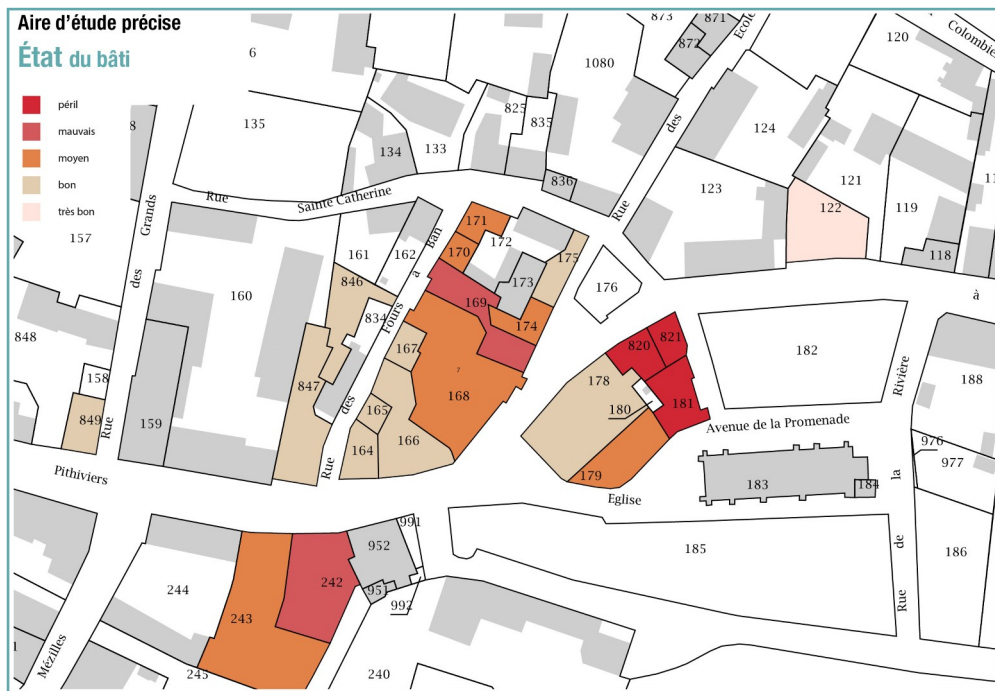 Aire d'étude précise
État du bâti
péril
mauvais
moyen
bon
très bon
6
873
871
872
Ecole
120
Colombie
1080
8
135
825
835
134
133
des
124
836
Rue
Sainte Catherine
Rue
123
121
122
119
11
118
157
Grands
des
161
162
Ban
171
172
170
175
160
846
a
173
176
à
169
834
Fours
174
820
821
182
848
167
Rivière
188
158
847
168
7
178
849
Rue
159
des
165
166
164
180
181
179
Avenue de la Promenade
976
977
Pithiviers
Rue
Eglise
183
184
la
952
991
185
de
186
951
992
244
243
242
Rue
Mézilles
245
240
1